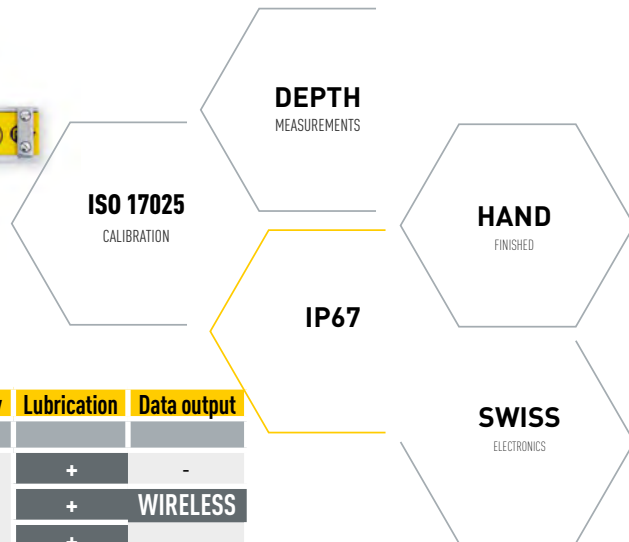 DEPTH
MEASUREMENTS
ISO 17025
CALIBRATION
HAND
FINISHED
IP67
SWISS
ELECTRONICS
Lubrication Data output
+ -
+ WIRELESS
+